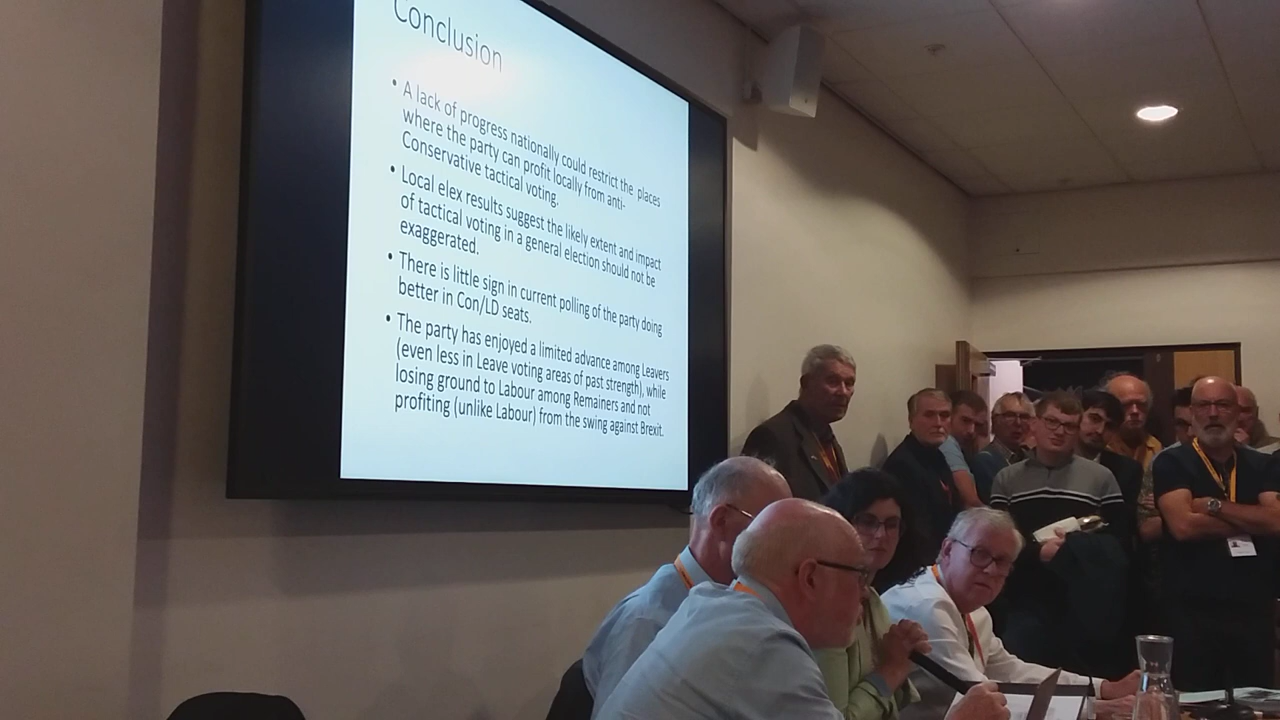 Conclusion
• A lack of progress nationally could restrict the places
where the party can profit locally from anti-
Conservative tactical voting.
• Local elex results suggest the likely extent and impact
of tactical voting in a general election should not be
exaggerated.
• There is little sign in current polling of the party doing
better in Con/LD seats.
• The party has enjoyed a limited advance among Leavers
(even less in Leave voting areas of past strength), while
losing ground to Labour among Remainers and not
profiting (unlike Labour) from the swing against Brexit.